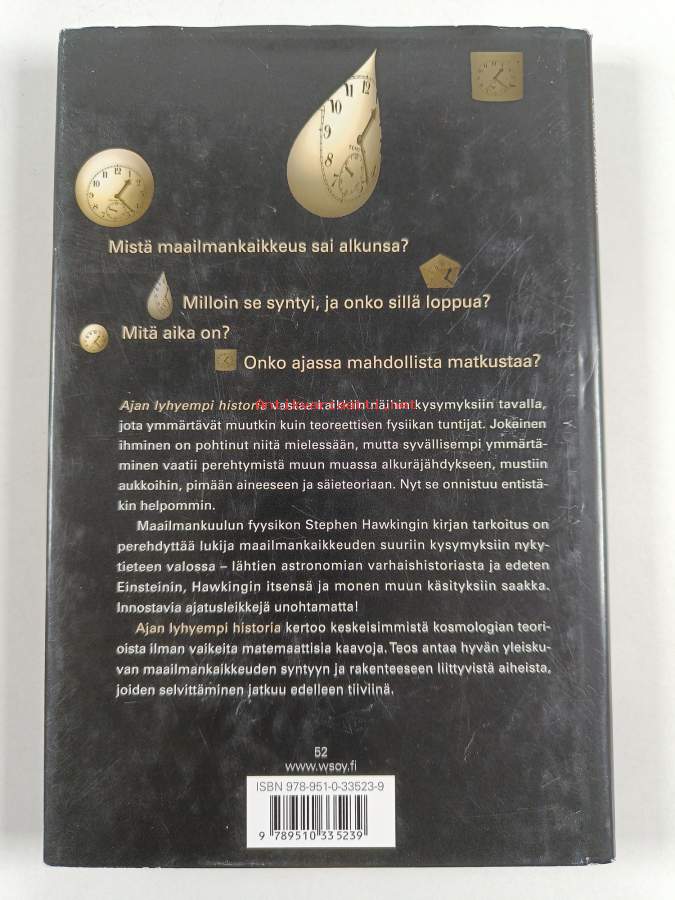 Mistä maailmankaikkeus sai alkunsa?
Milloin se syntyi, ja onko sillä loppua?
Mitä aika on?
Onko ajassa mahdollista matkustaa?
Ajan lyhyempi historia vastaa kaikkiin näihin kysymyksiin tavalla,
jota ymmärtävät muutkin kuin teoreettisen fysiikan tuntijat. Jokainen
ihminen on pohtinut niitä mielessään, mutta syvällisempi ymmärtä-
minen vaatii perehtymistä muun muassa alkuräjähdykseen, mustiin
aukkoihin, pimään aineeseen ja säieteoriaan. Nyt se onnistuu entistä-
kin helpommin.
Maailmankuulun fyysikon Stephen Hawkingin kirjan tarkoitus on
perehdyttää lukija maailmankaikkeuden suuriin kysymyksiin nyky-
tieteen valossa – lähtien astronomian varhaishistoriasta ja edeten
Einsteinin, Hawkingin itsensä ja monen muun käsityksiin saakka.
Innostavia ajatusleikkejä unohtamatta!
Ajan lyhyempi historia kertoo keskeisimmistä kosmologian teori-
oista ilman vaikeita matemaattisia kaavoja. Teos antaa hyvän yleisku-
van maailmankaikkeuden syntyyn ja rakenteeseen liittyvistä aiheista,
joiden selvittäminen jatkuu edelleen tiiviinä.
52
www.wsoy.fi
ISBN 978-951-0-33523-9
9 789510 335239